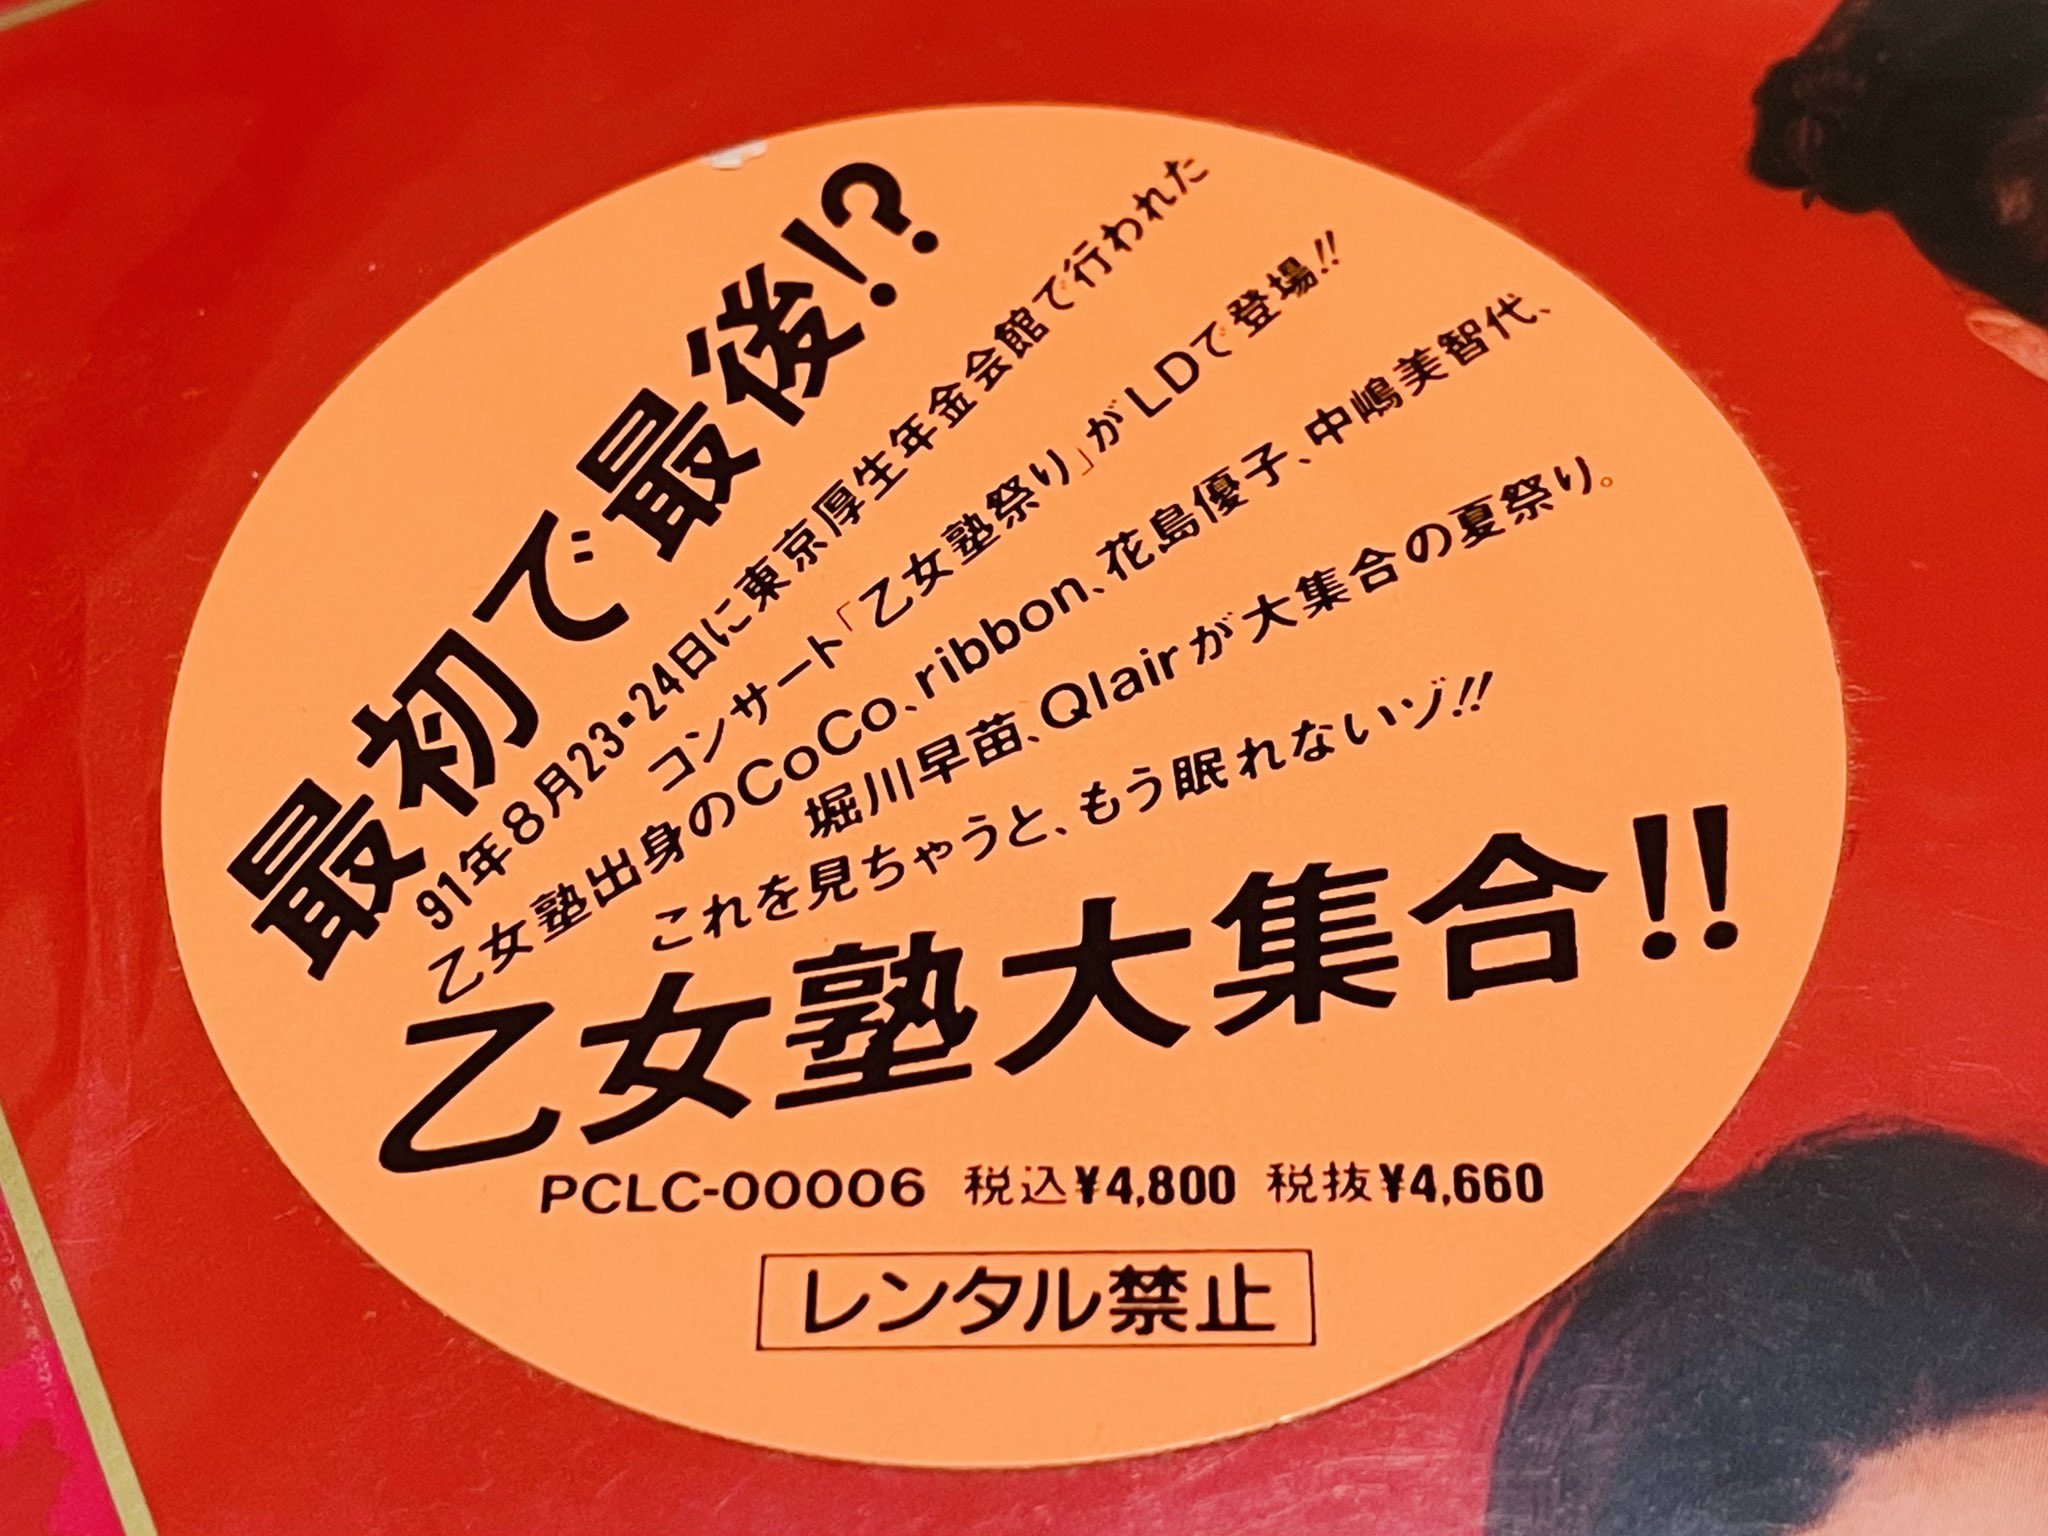 最初で最後!?
91年8月23・24日に東京厚生年金会館で行われた
コンサート「乙女塾祭り」がLDで登場!!
乙女塾出身のCoCo、ribbon、花島優子、中嶋美智代、
堀川早苗、Qlairが大集合の夏祭り。
これを見ちゃうと、もう眠れないゾ!!
乙女塾大集合!!
PCLC-00006 税込¥4,800 税抜¥4,660
レンタル禁止